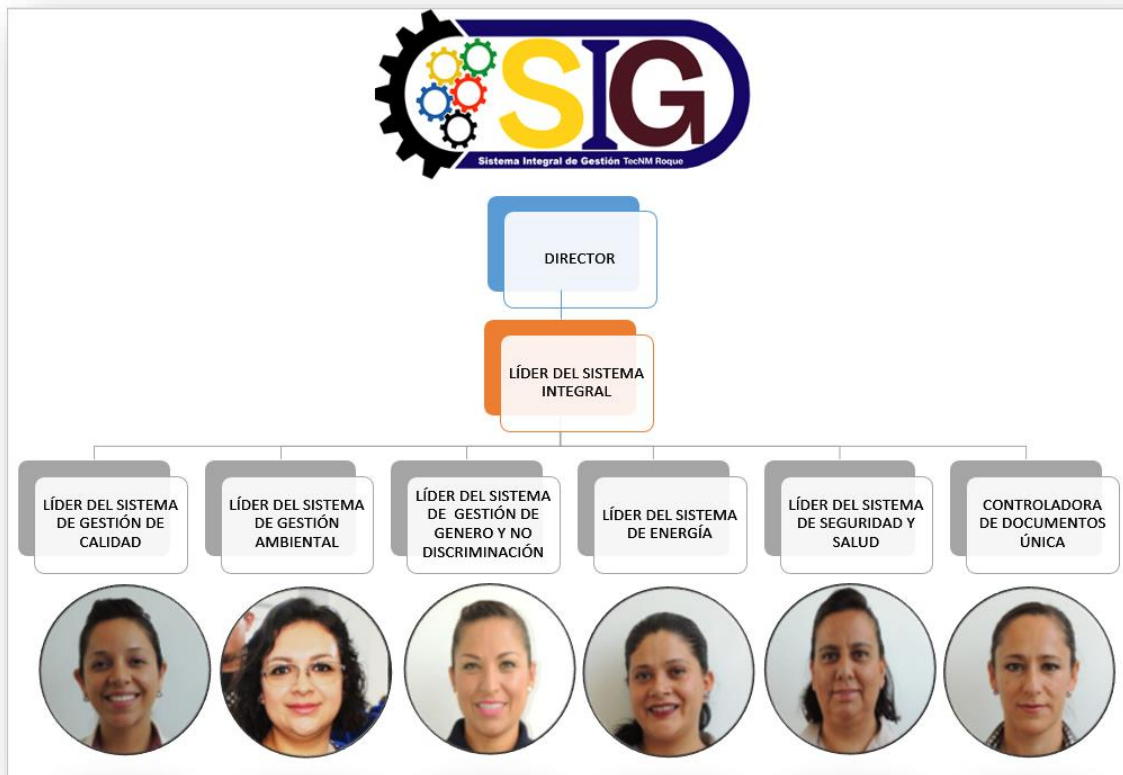 SIG
Sistema Integral de Gestión TecNM Roque
DIRECTOR
LÍDER DEL SISTEMA
INTEGRAL
LÍDER DEL SISTEMA
DE GESTIÓN DE
CALIDAD
LÍDER DEL SISTEMA
DE GESTIÓN
AMBIENTAL
LÍDER DEL SISTEMA
DE GESTIÓN DE
GENERO Y NO
DISCRIMINACIÓN
LÍDER DEL SISTEMA
DE ENERGÍA
LÍDER DEL SISTEMA
DE SEGURIDAD Y
SALUD
CONTROLADORA
DE DOCUMENTOS
ÚNICA